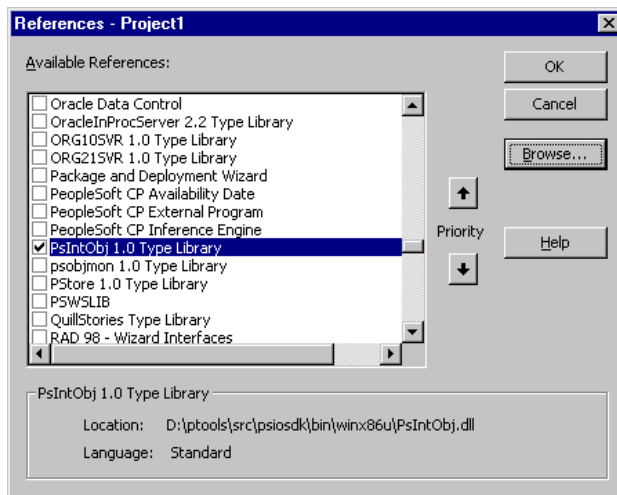 References - Project1
Available References:
OK
Cancel
Browse...
Help
Oracle Data Control
OracleInProcServer 2.2 Type Library
ORG10SVR 1.0 Type Library
ORG21SVR 1.0 Type Library
Package and Deployment Wizard
PeopleSoft CP Availability Date
PeopleSoft CP External Program
PeopleSoft CP Inference Engine
PsIntObj 1.0 Type Library
psobjmon 1.0 Type Library
PStore 1.0 Type Library
PSWSLIB
QuillStories Type Library
RAD 98 - Wizard Interfaces
Priority
PsIntObj 1.0 Type Library
Location: D:\ptools\src\psiosdk\bin\winx86u\PsIntObj.dll
Language: Standard